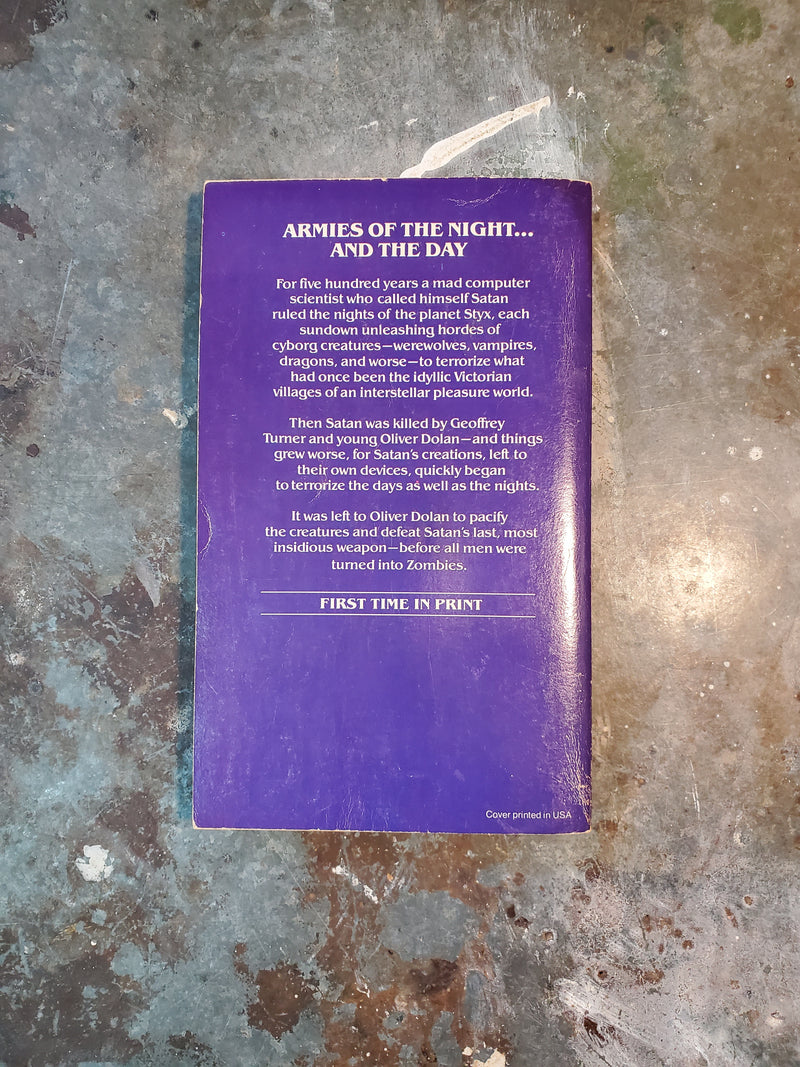 ARMIES OF THE NIGHT...
AND THE DAY
For five hundred years a mad computer
scientist who called himself Satan
ruled the nights of the planet Styx, each
sundown unleashing hordes of
cyborg creatures—werewolves, vampires,
dragons, and worse—to terrorize what
had once been the idyllic Victorian
villages of an interstellar pleasure world.
Then Satan was killed by Geoffrey
Turner and young Oliver Dolan—and things
grew worse, for Satan's creations, left to
their own devices, quickly began
to terrorize the days as well as the nights.
It was left to Oliver Dolan to pacify
the creatures and defeat Satan's last, most
insidious weapon—before all men were
turned into Zombies.
FIRST TIME IN PRINT
Cover printed in USA